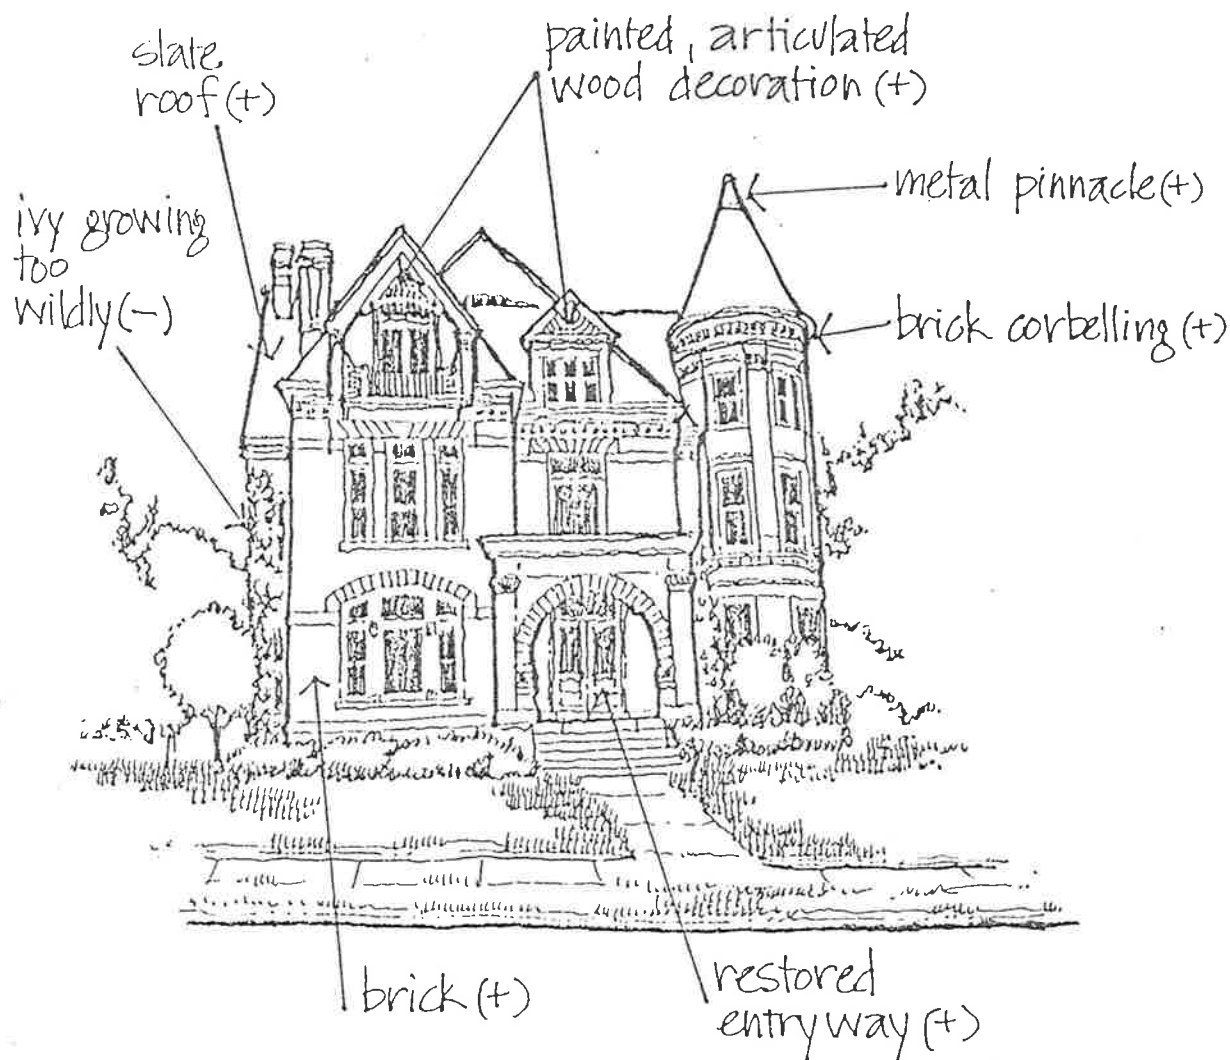 slate
roof (+)
painted, articulated
wood decoration (+)
metal pinnacle (+)
ivy growing
too
wildly (-)
brick corbelling (+)
brick (+)
restored
entryway (+)